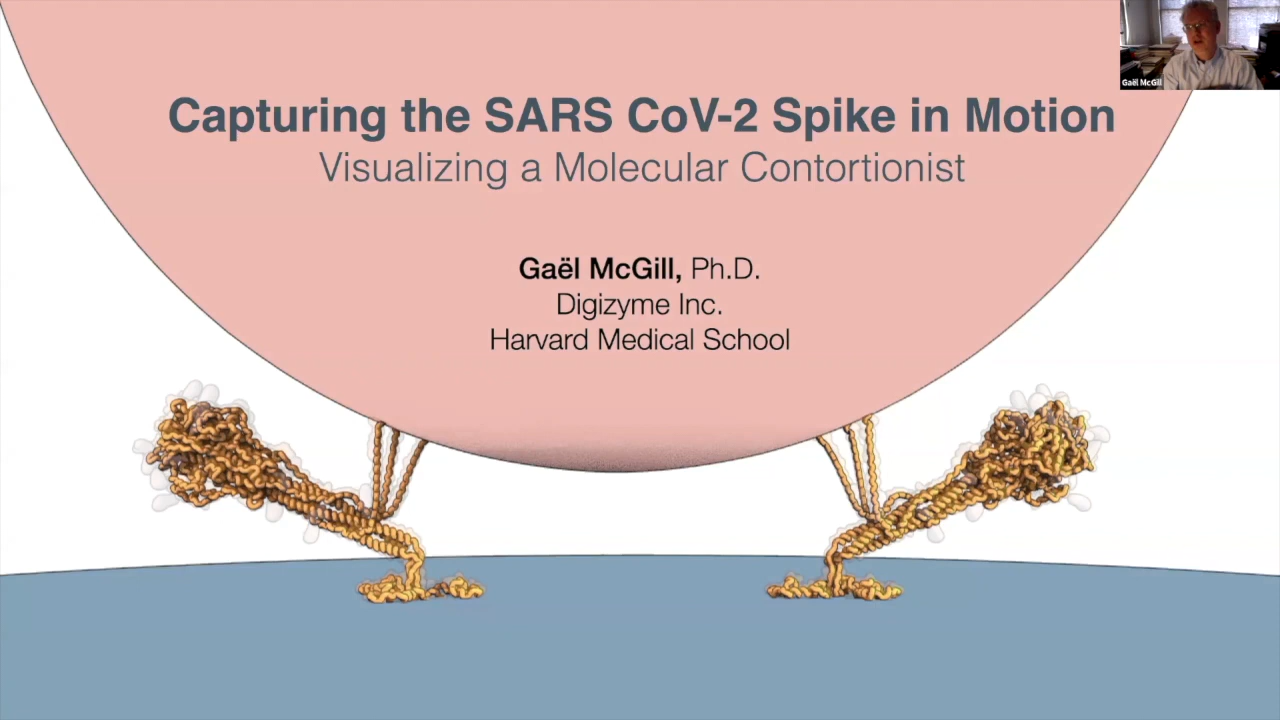 Capturing the SARS CoV-2 Spike in Motion
Visualizing a Molecular Contortionist
Gaël McGill, Ph.D.
Digizyme Inc.
Harvard Medical School
Gaël McGill